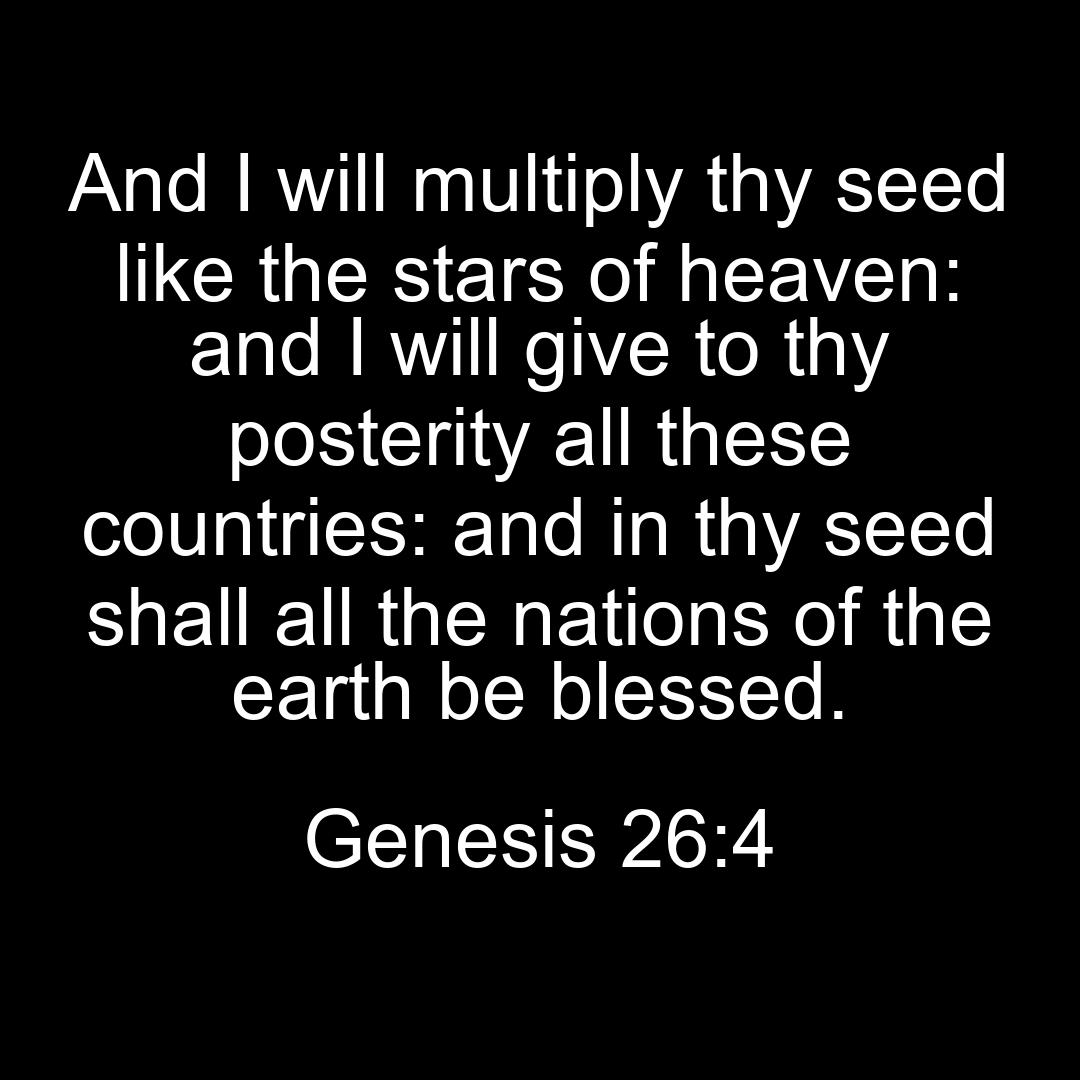 And I will multiply thy seed
like the stars of heaven:
and I will give to thy
posterity all these
countries: and in thy seed
shall all the nations of the
earth be blessed.
Genesis 26:4